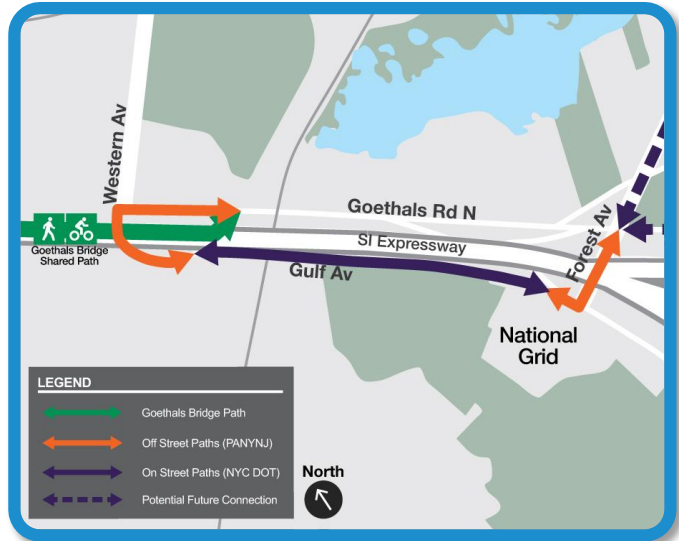 Western Av
Goethals Rd N
Forest Av
SI Expressway
Goethals Bridge
Shared Path
Gulf Av
National
Grid
LEGEND
Goethals Bridge Path
Off Street Paths (PANYNJ)
On Street Paths (NYC DOT)
Potential Future Connection
North